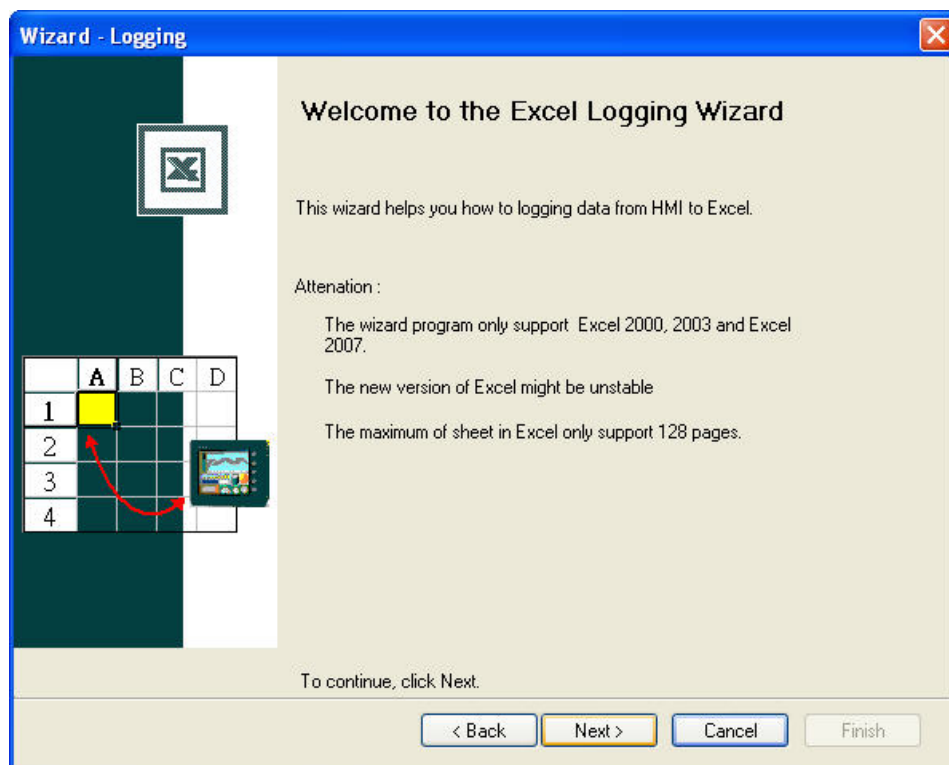 Wizard - Logging
Welcome to the Excel Logging Wizard
This wizard helps you how to logging data from HMI to Excel.
Attenation :
The wizard program only support Excel 2000, 2003 and Excel
2007.
The new version of Excel might be unstable
The maximum of sheet in Excel only support 128 pages.
A B C D
1
2
3
4
To continue, click Next.
< Back Next > Cancel Finish